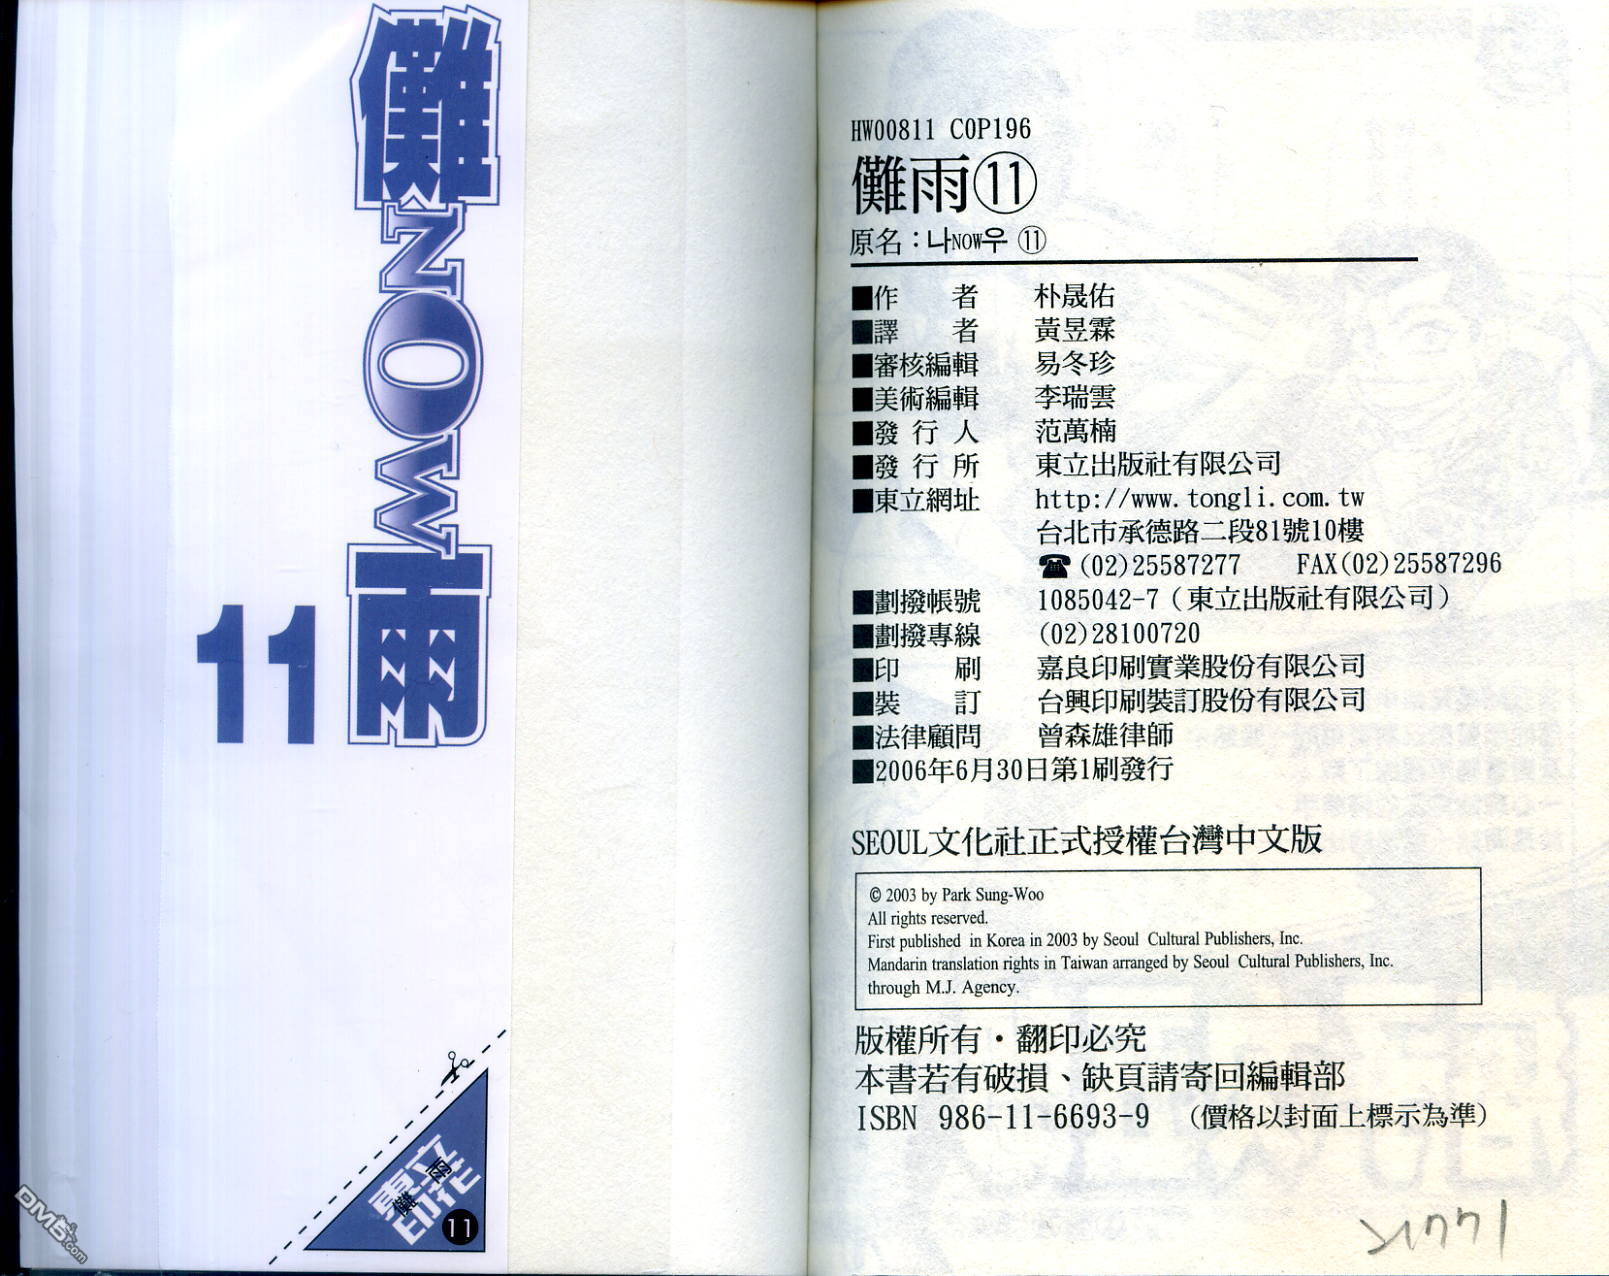 儺
NOW
雨
11
東立
印花
儺雨
11
DM5.com
HW00811 COP196
儺雨⑪
原名：나NOW우 ⑪
■作　者　朴晟佑
■譯　者　黃昱霖
■審核編輯　易冬珍
■美術編輯　李瑞雲
■發行人　范萬楠
■發行所　東立出版社有限公司
■東立網址　http://www.tongli.com.tw
台北市承德路二段81號10樓
☎(02)25587277　FAX(02)25587296
■劃撥帳號　1085042-7（東立出版社有限公司）
■劃撥專線　(02)28100720
■印　刷　嘉良印刷實業股份有限公司
■裝　訂　台興印刷裝訂股份有限公司
■法律顧問　曾森雄律師
■2006年6月30日第1刷發行
SEOUL文化社正式授權台灣中文版
© 2003 by Park Sung-Woo
All rights reserved.
First published in Korea in 2003 by Seoul Cultural Publishers, Inc.
Mandarin translation rights in Taiwan arranged by Seoul Cultural Publishers, Inc.
through M.J. Agency.
版權所有・翻印必究
本書若有破損、缺頁請寄回編輯部
ISBN 986-11-6693-9 （價格以封面上標示為準）